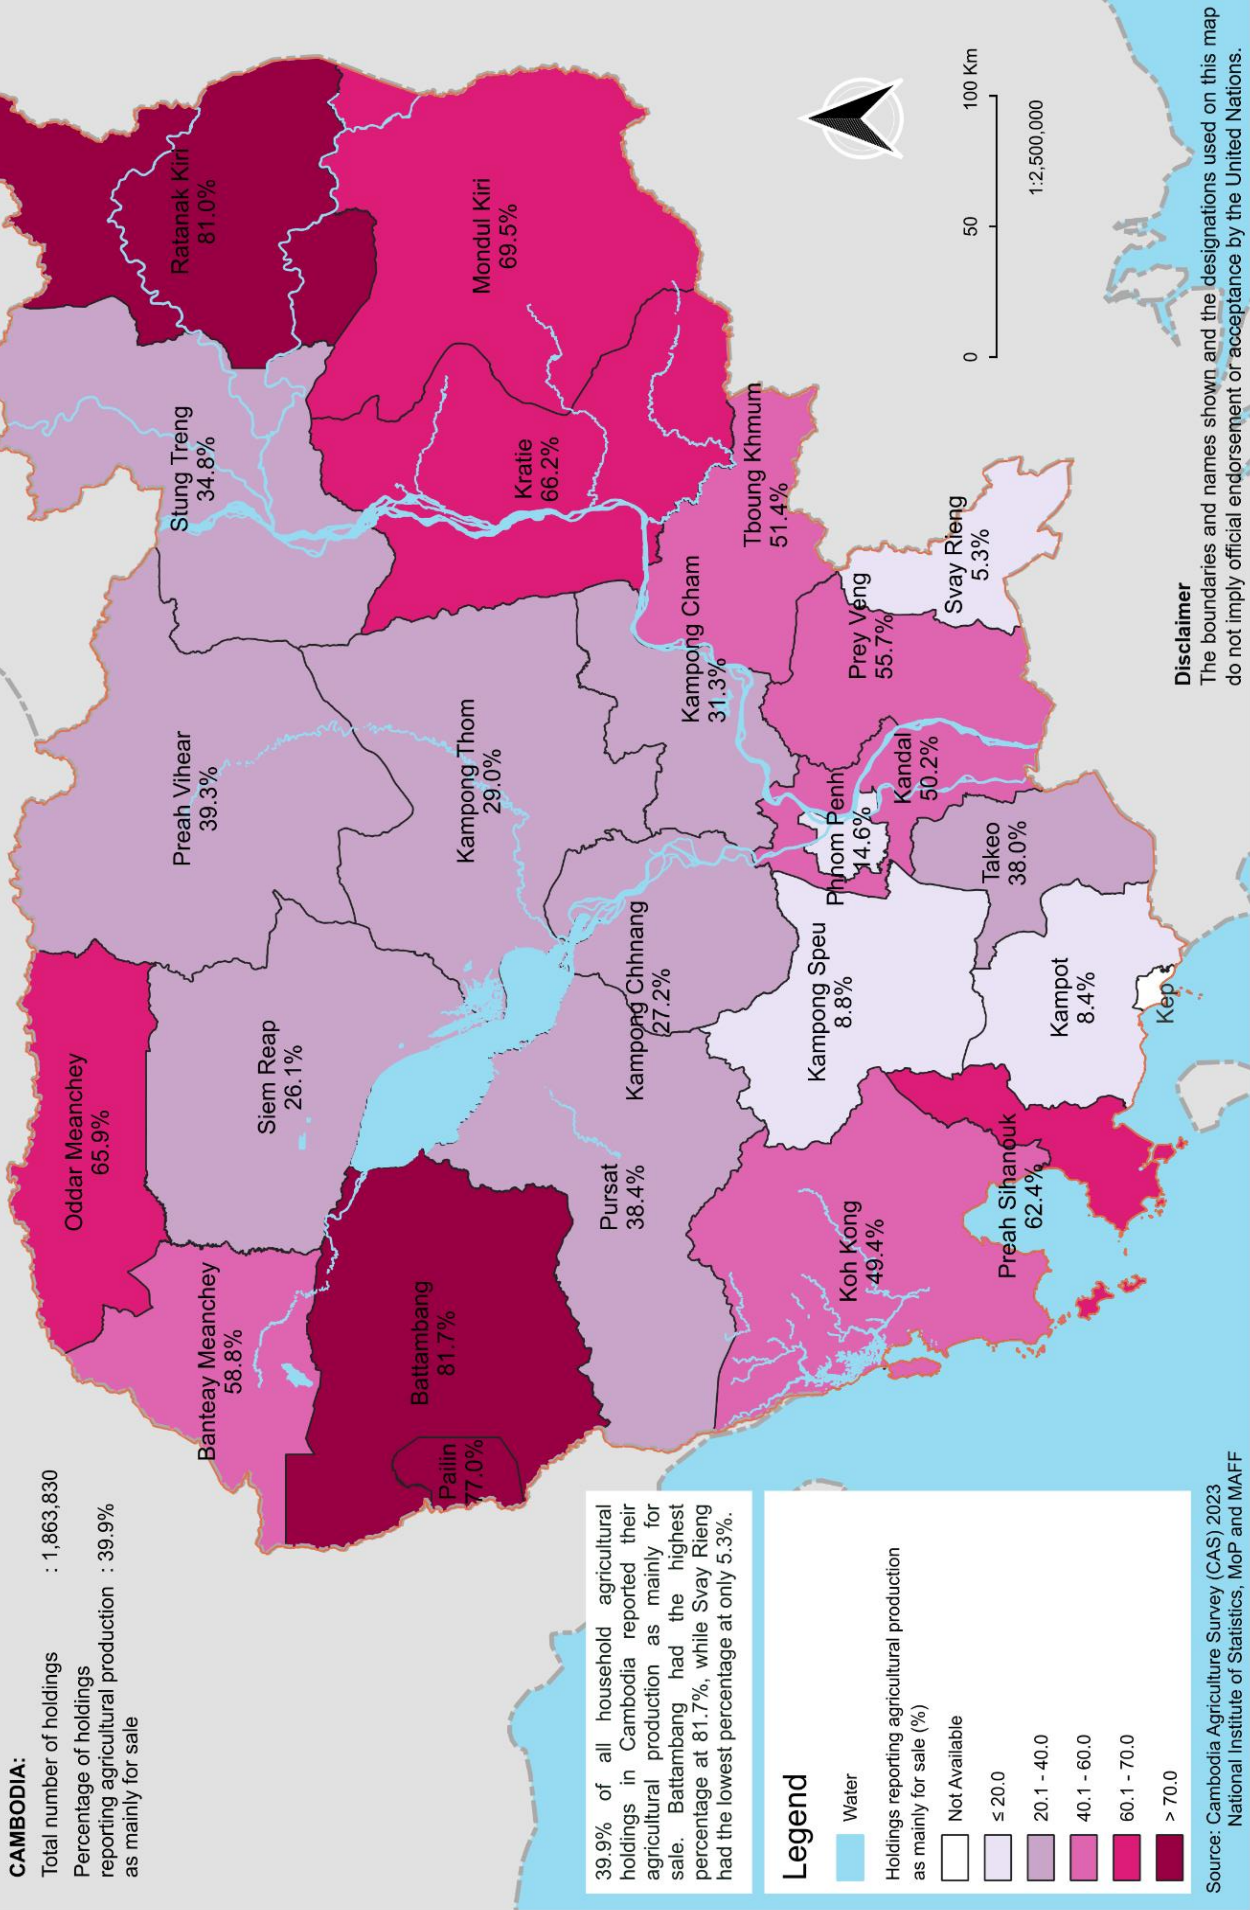 CAMBODIA:
Total number of holdings : 1,863,830
Percentage of holdings
reporting agricultural production : 39.9%
as mainly for sale
Oddar Meanchey
65.9%
Banteay Meanchey
58.8%
Siem Reap
26.1%
Preah Vihear
39.3%
Stung Treng
34.8%
Ratanak Kiri
81.0%
Battambang
81.7%
Pailin
77.0%
Kampong Thom
29.0%
Kratie
66.2%
Mondul Kiri
69.5%
Pursat
38.4%
Kampong Chhnang
27.2%
Kampong Cham
31.3%
Tboung Khmum
51.4%
Koh Kong
49.4%
Kampong Speu
8.8%
Phnom Penh
14.6%
Kandal
50.2%
Prey Veng
55.7%
Svay Rieng
5.3%
Preah Sihanouk
62.4%
Kampot
8.4%
Takeo
38.0%
Kep
39.9% of all household agricultural
holdings in Cambodia reported their
agricultural production as mainly for
sale. Battambang had the highest
percentage at 81.7%, while Svay Rieng
had the lowest percentage at only 5.3%.
Legend
Water
Holdings reporting agricultural production
as mainly for sale (%)
Not Available
≤ 20.0
20.1 - 40.0
40.1 - 60.0
60.1 - 70.0
> 70.0
0 50 100 Km
1:2,500,000
Source: Cambodia Agriculture Survey (CAS) 2023
National Institute of Statistics, MoP and MAFF
Disclaimer
The boundaries and names shown and the designations used on this map
do not imply official endorsement or acceptance by the United Nations.